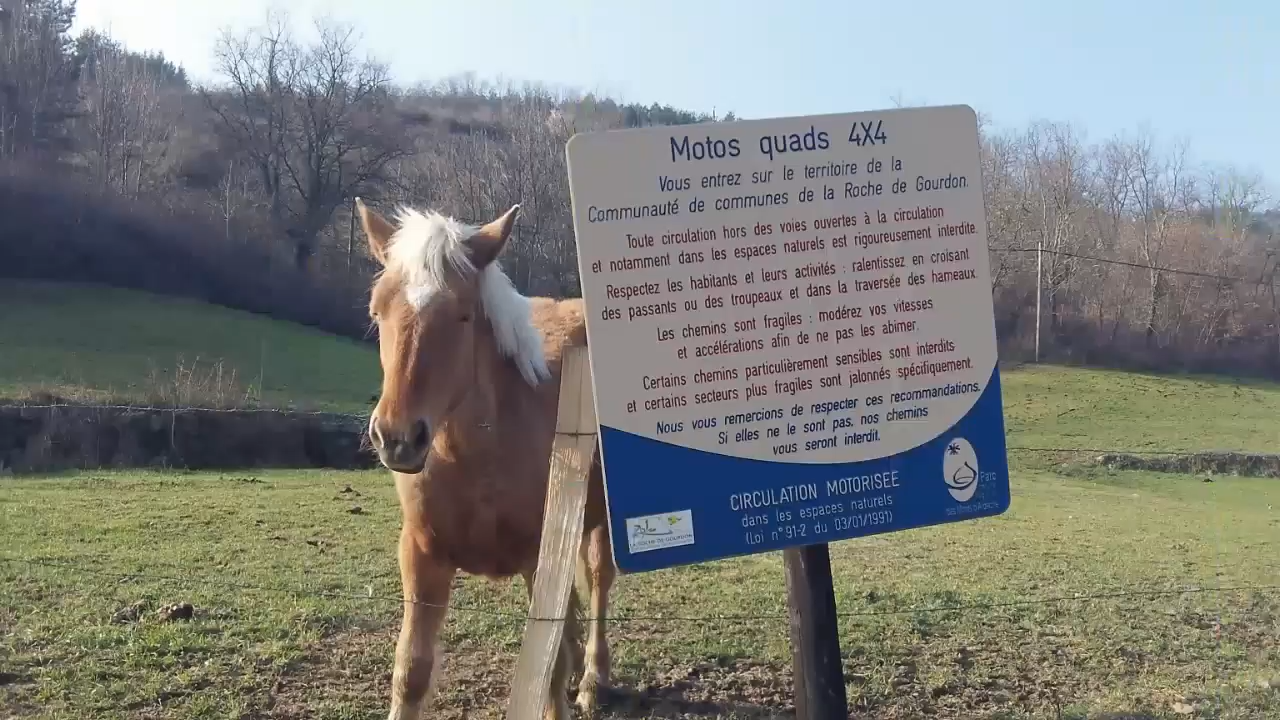 Motos quads 4X4
Vous entrez sur le territoire de la
Communauté de communes de la Roche de Gourdon.
Toute circulation hors des voies ouvertes à la circulation
et notamment dans les espaces naturels est rigoureusement interdite.
Respectez les habitants et leurs activités : ralentissez en croisant
des passants ou des troupeaux et dans la traversée des hameaux.
Les chemins sont fragiles : modérez vos vitesses
et accélérations afin de ne pas les abimer.
Certains chemins particulièrement sensibles sont interdits
et certains secteurs plus fragiles sont jalonnés spécifiquement.
Nous vous remercions de respecter ces recommandations.
Si elles ne le sont pas, nos chemins
vous seront interdit.
CIRCULATION MOTORISEE
dans les espaces naturels
(Loi n°91-2 du 03/01/1991)
Parc
LA ROCHE DE GOURDON